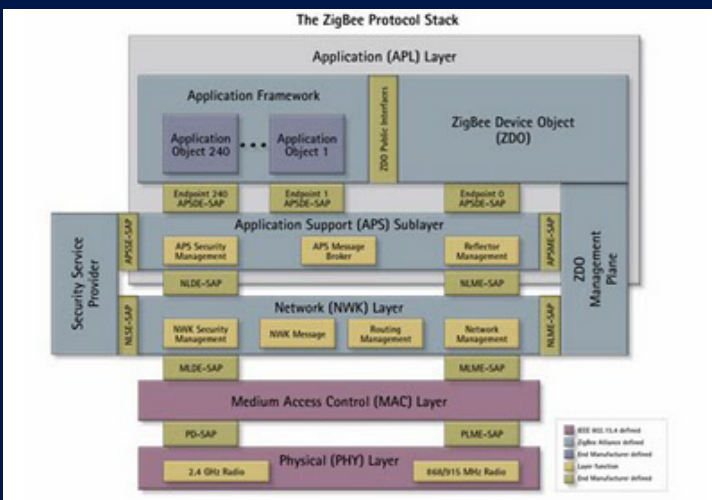 The ZigBee Protocol Stack
Application (APL) Layer
Application Framework
Application
Object 240
Application
Object 1
ZDO Public Interfaces
ZigBee Device Object
(ZDO)
Endpoint 240
APSDE-SAP
Endpoint 1
APSDE-SAP
Endpoint 0
APSDE-SAP
Security Service
Provider
APSSE-SAP
Application Support (APS) Sublayer
APS Security
Management
APS Message
Broker
Reflector
Management
APSME-SAP
ZDO
Management
Plane
NLDE-SAP
NLME-SAP
NLSE-SAP
Network (NWK) Layer
NWK Security
Management
NWK Message
Routing
Management
Network
Management
NLME-SAP
MLDE-SAP
MLME-SAP
Medium Access Control (MAC) Layer
PD-SAP
PLME-SAP
Physical (PHY) Layer
2.4 GHz Radio
868/915 MHz Radio
IEEE 802.15.4 defined
ZigBee Alliance defined
End Manufacturer defined
Layer function
End Manufacturer defined